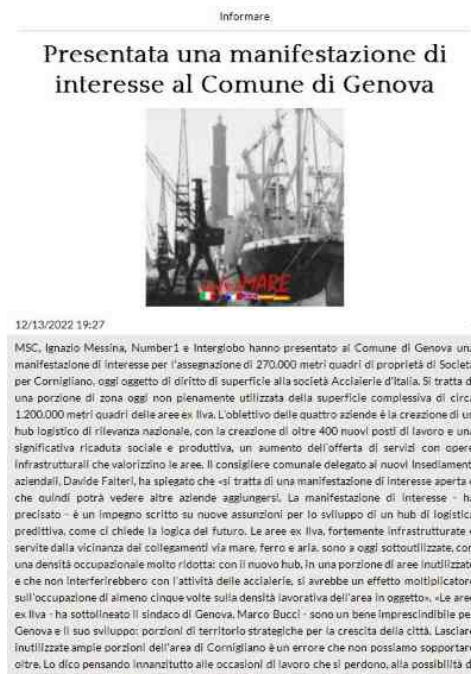 Informare
Presentata una manifestazione di
interesse al Comune di Genova
inforMARE
12/13/2022 19:27
MSC, Ignazio Messina, Number1 e Interglobo hanno presentato al Comune di Genova una
manifestazione di interesse per l'assegnazione di 270.000 metri quadri di proprietà di Società
per Cornigliano, oggi oggetto di diritto di superficie alla società Acciaierie d'Italia. Si tratta di
una porzione di zona oggi non pienamente utilizzata della superficie complessiva di circa
1.200.000 metri quadri delle aree ex Ilva. L'obiettivo delle quattro aziende è la creazione di un
hub logistico di rilevanza nazionale, con la creazione di oltre 400 nuovi posti di lavoro e una
significativa ricaduta sociale e produttiva, un aumento dell'offerta di servizi con opere
infrastrutturali che valorizzino le aree. Il consigliere comunale delegato ai nuovi Insediamenti
aziendali, Davide Falteri, ha spiegato che «si tratta di una manifestazione di interesse aperta e
che quindi potrà vedere altre aziende aggiungersi. La manifestazione di interesse - ha
precisato - è un impegno scritto su nuove assunzioni per lo sviluppo di un hub di logistica
predittiva, come ci chiede la logica del futuro. Le aree ex Ilva, fortemente infrastrutturate e
servite dalla vicinanza dei collegamenti via mare, ferro e aria, sono a oggi sottoutilizzate, con
una densità occupazionale molto ridotta: con il nuovo hub, in una porzione di aree inutilizzate
e che non interferirebbero con l'attività delle acciaierie, si avrebbe un effetto moltiplicatore
sull'occupazione di almeno cinque volte sulla densità lavorativa dell'area in oggetto». «Le aree
ex Ilva - ha sottolineato il sindaco di Genova, Marco Bucci - sono un bene imprescindibile per
Genova e il suo sviluppo: porzioni di territorio strategiche per la crescita della città. Lasciare
inutilizzate ampie porzioni dell'area di Cornigliano è un errore che non possiamo sopportare
oltre. Lo dico pensando innanzitutto alle occasioni di lavoro che si perdono, alla possibilità di